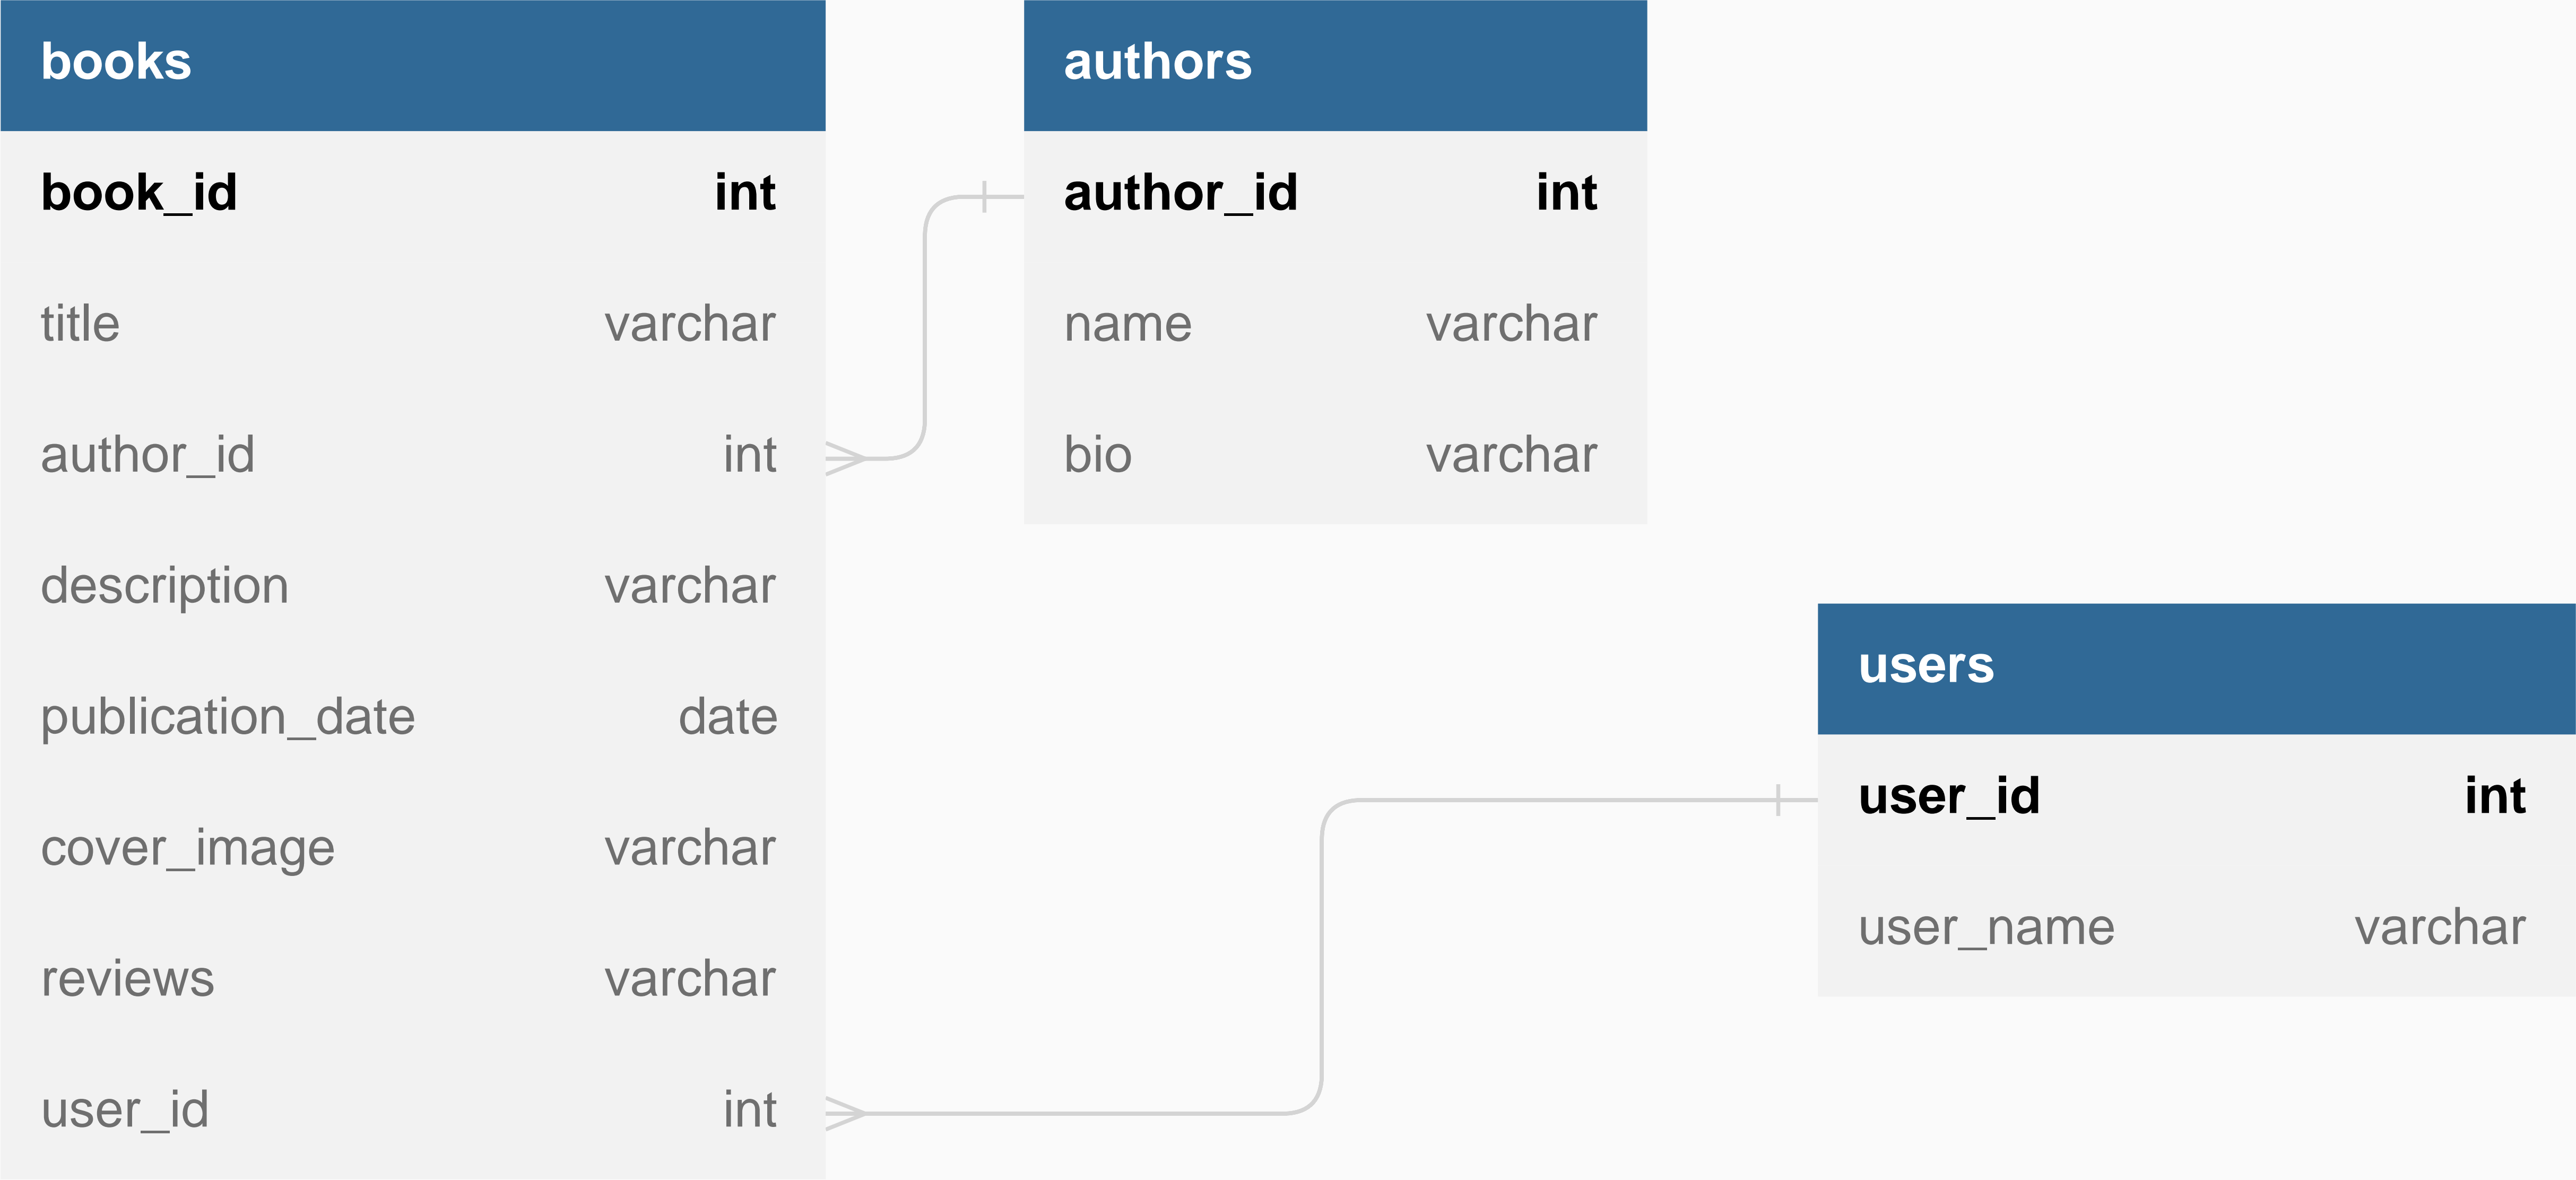 books
book_id int
title varchar
author_id int
description varchar
publication_date date
cover_image varchar
reviews varchar
user_id int
authors
author_id int
name varchar
bio varchar
users
user_id int
user_name varchar